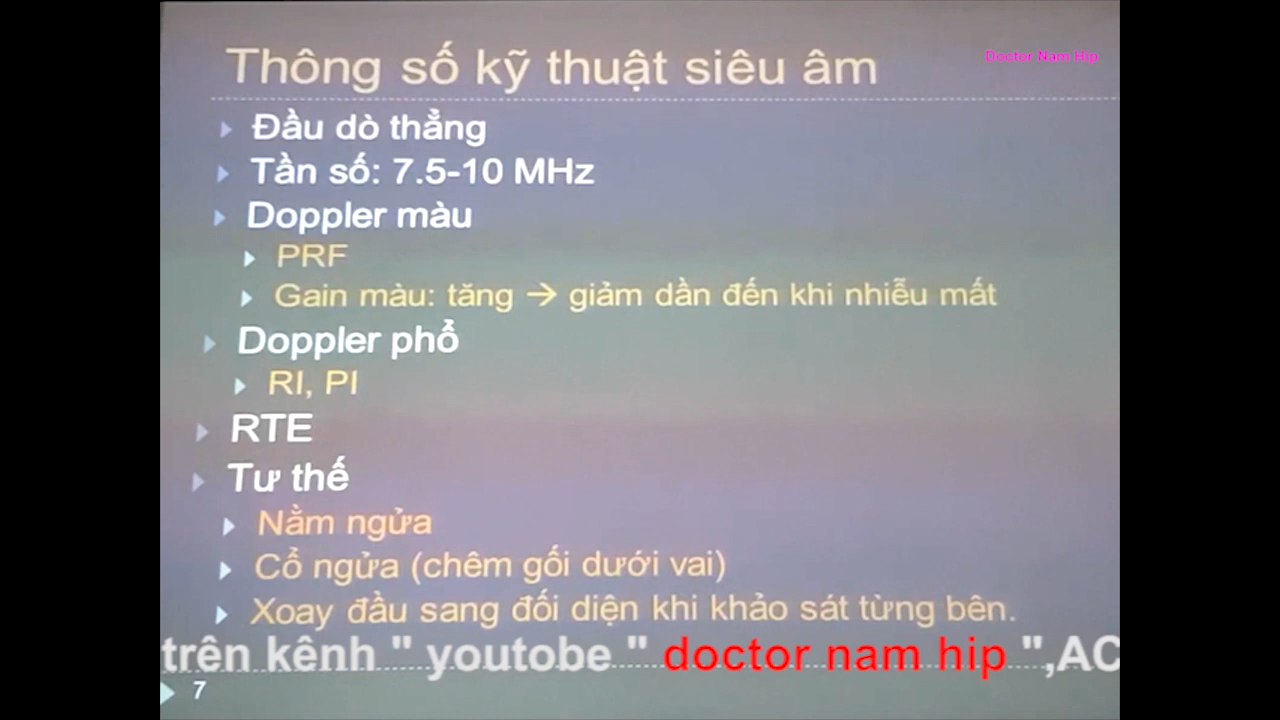 Thông số kỹ thuật siêu âm
Doctor Nam Hip
Đầu dò thẳng
Tần số: 7.5-10 MHz
Doppler màu
PRF
Gain màu: tăng → giảm dần đến khi nhiễu mất
Doppler phổ
RI, PI
RTE
Tư thế
Nằm ngửa
Cổ ngửa (chêm gối dưới vai)
Xoay đầu sang đối diện khi khảo sát từng bên.
trên kênh " youtobe " doctor nam hip ",AC
7